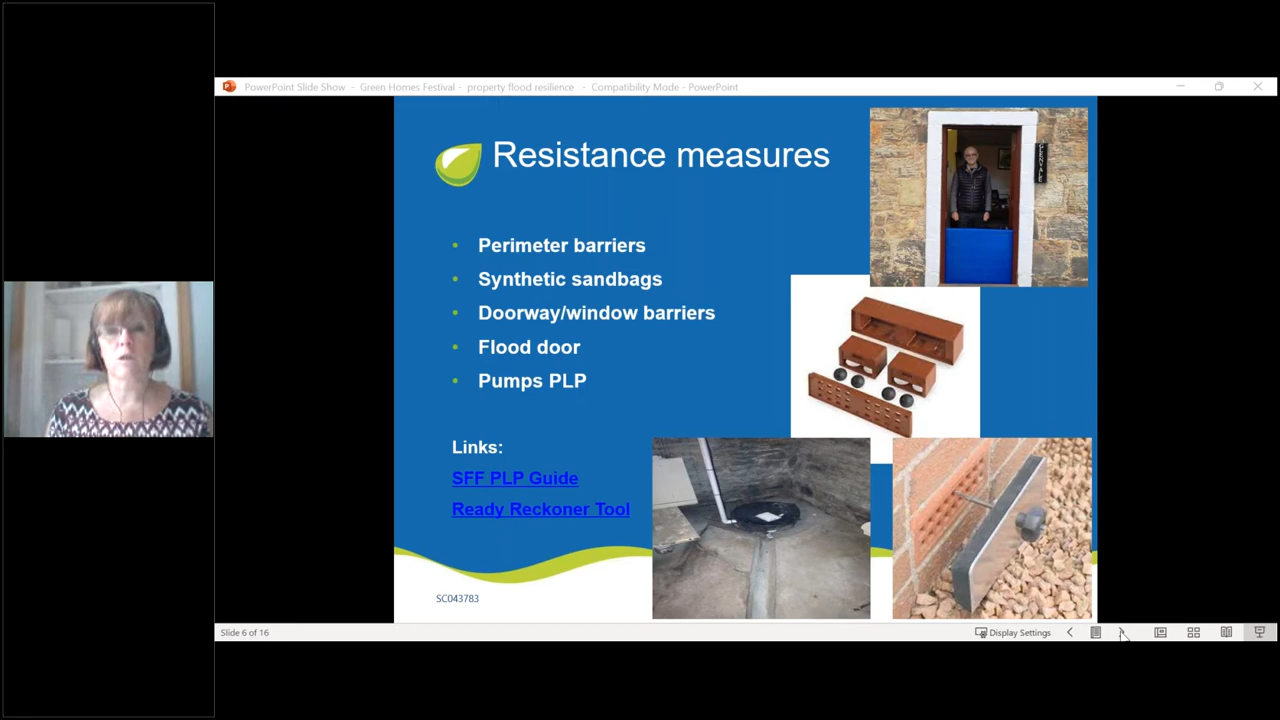 PowerPoint Slide Show - Green Homes Festival - property flood resilience - Compatibility Mode - PowerPoint
Resistance measures
GLENVALE
• Perimeter barriers
• Synthetic sandbags
• Doorway/window barriers
• Flood door
• Pumps PLP
Links:
SFF PLP Guide
Ready Reckoner Tool
SC043783
Slide 6 of 16
Display Settings